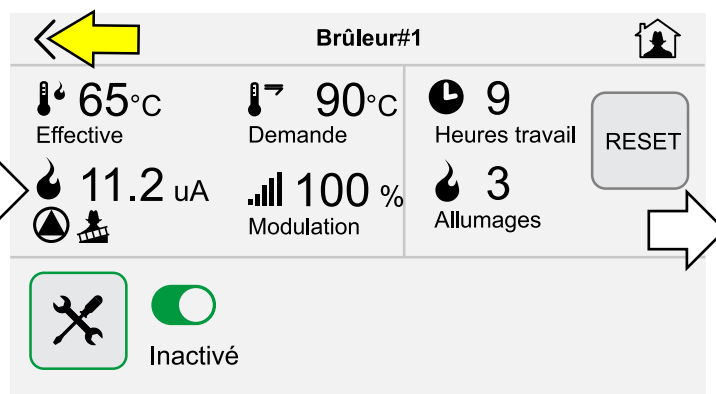 Brûleur#1
65°C
Effective
90°C
Demande
9
Heures travail
RESET
11.2 uA
100 %
Modulation
3
Allumages
Inactivé